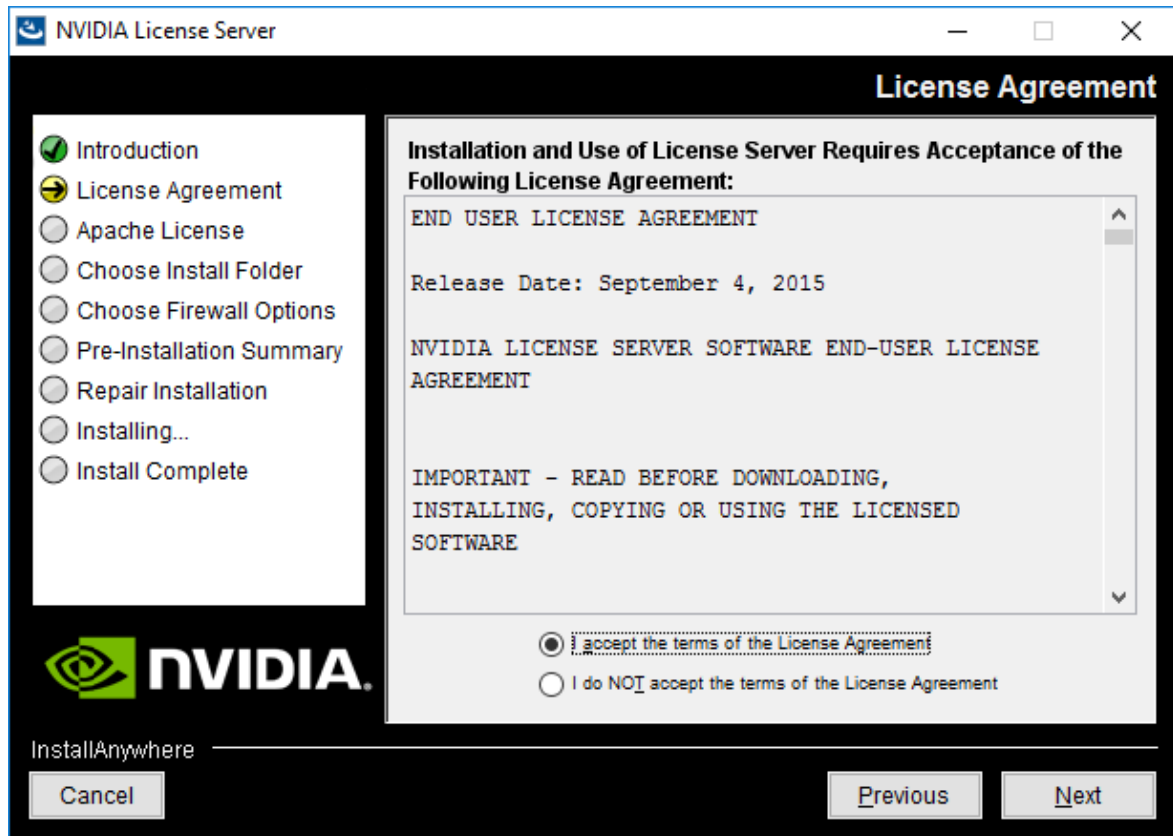 NVIDIA License Server
License Agreement
Introduction
License Agreement
Apache License
Choose Install Folder
Choose Firewall Options
Pre-Installation Summary
Repair Installation
Installing...
Install Complete
Installation and Use of License Server Requires Acceptance of the
Following License Agreement:
END USER LICENSE AGREEMENT
Release Date: September 4, 2015
NVIDIA LICENSE SERVER SOFTWARE END-USER LICENSE
AGREEMENT
IMPORTANT - READ BEFORE DOWNLOADING,
INSTALLING, COPYING OR USING THE LICENSED
SOFTWARE
I accept the terms of the License Agreement
I do NOT accept the terms of the License Agreement
NVIDIA.
InstallAnywhere
Cancel
Previous
Next